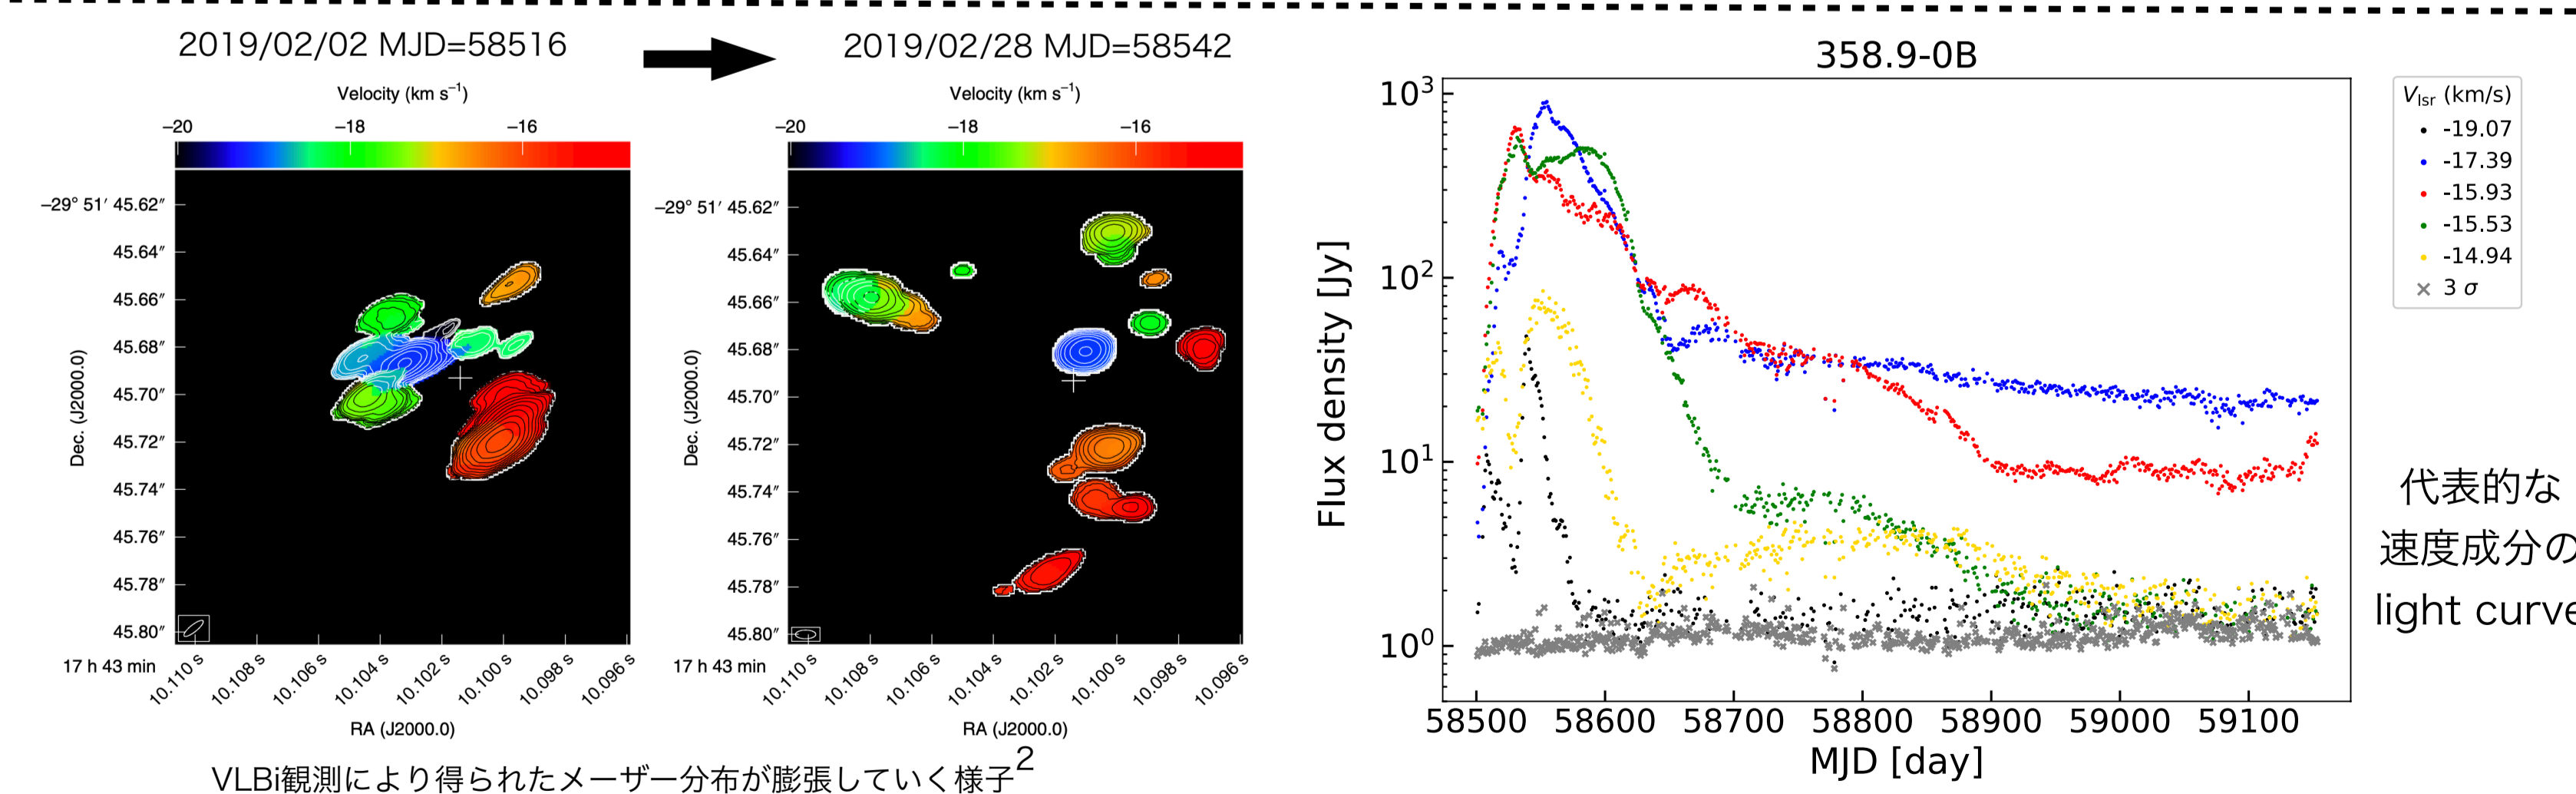 2019/02/02 MJD=58516
2019/02/28 MJD=58542
Velocity (km s⁻¹)
−20 −18 −16
−29° 51′ 45.62″
45.64″
45.66″
45.68″
45.70″
45.72″
45.74″
45.76″
45.78″
45.80″
Dec. (J2000.0)
17 h 43 min
10.110 s 10.108 s 10.106 s 10.104 s 10.102 s 10.100 s 10.098 s 10.096 s
RA (J2000.0)
Velocity (km s⁻¹)
−20 −18 −16
−29° 51′ 45.62″
45.64″
45.66″
45.68″
45.70″
45.72″
45.74″
45.76″
45.78″
45.80″
Dec. (J2000.0)
17 h 43 min
10.110 s 10.108 s 10.106 s 10.104 s 10.102 s 10.100 s 10.098 s 10.096 s
RA (J2000.0)
VLBi観測により得られたメーザー分布が膨張していく様子²
358.9-0B
10³
10²
10¹
10⁰
Flux density [Jy]
58500 58600 58700 58800 58900 59000 59100
MJD [day]
Vlsr (km/s)
-19.07
-17.39
-15.93
-15.53
-14.94
3 σ
代表的な
速度成分の
light curve